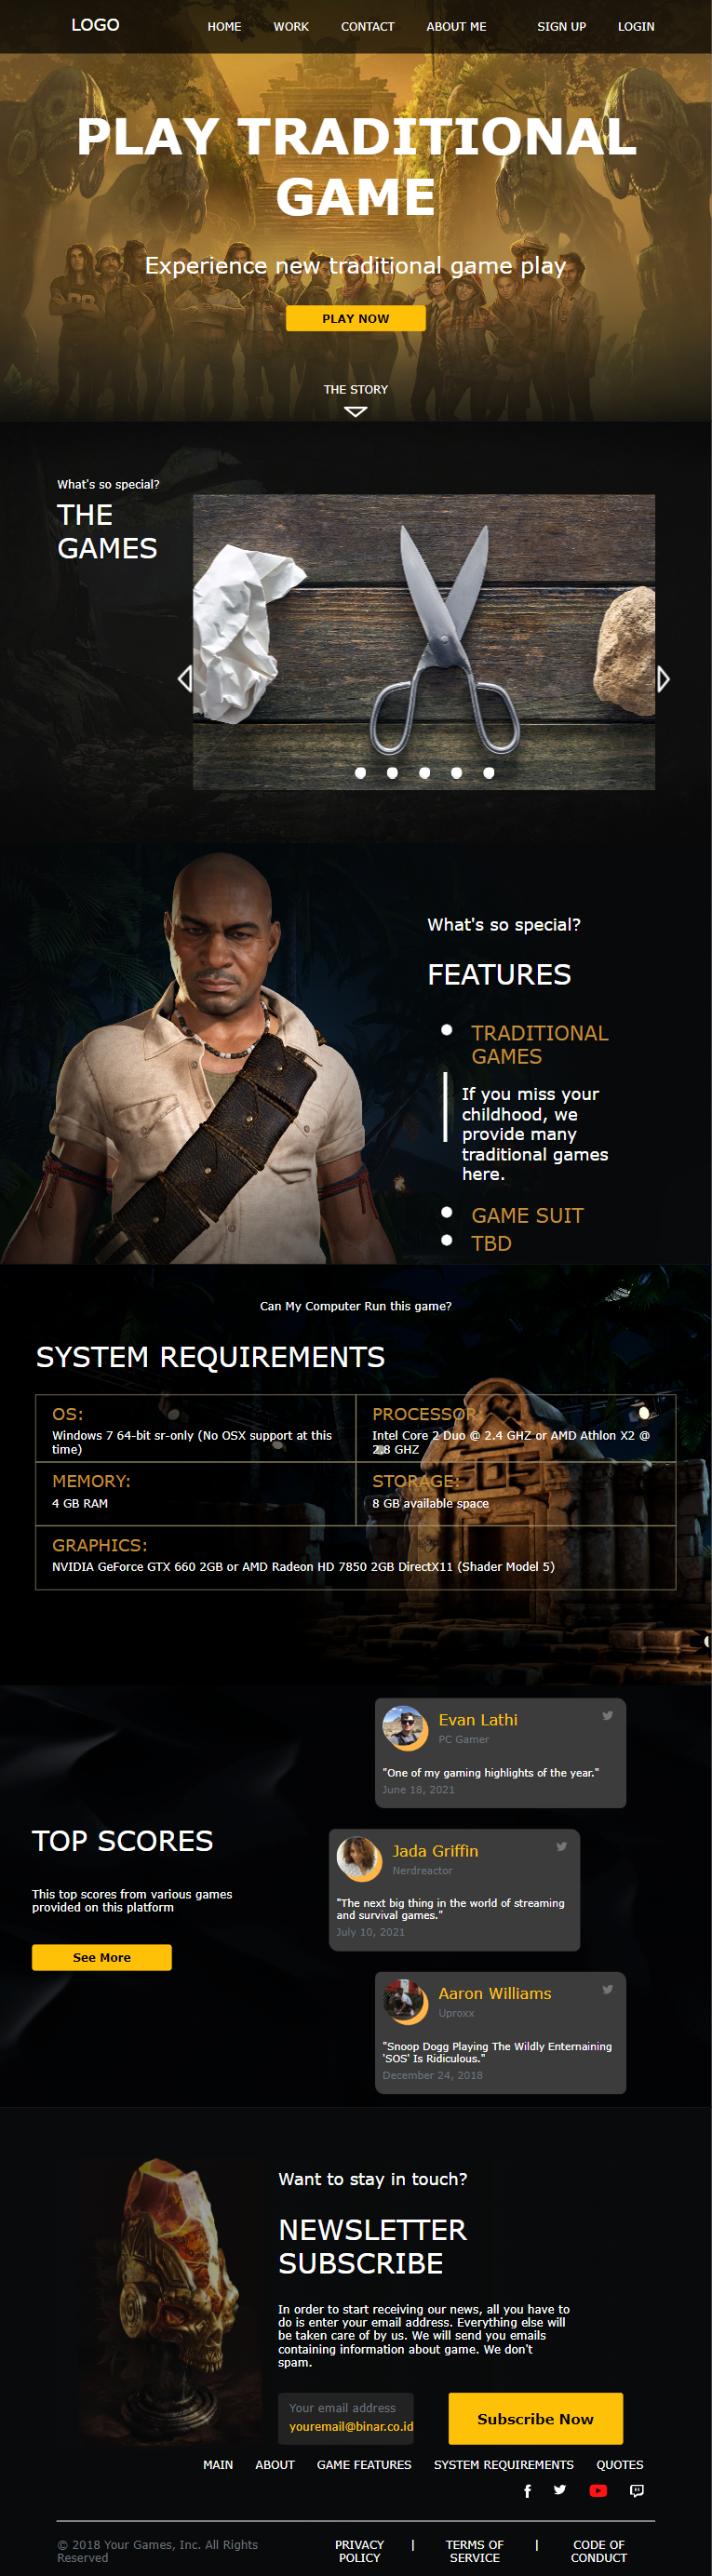 LOGO
HOME
WORK
CONTACT
ABOUT ME
SIGN UP
LOGIN
PLAY TRADITIONAL
GAME
Experience new traditional game play
PLAY NOW
THE STORY
What's so special?
THE
GAMES
What's so special?
FEATURES
TRADITIONAL
GAMES
If you miss your
childhood, we
provide many
traditional games
here.
GAME SUIT
TBD
Can My Computer Run this game?
SYSTEM REQUIREMENTS
OS:
Windows 7 64-bit sr-only (No OSX support at this
time)
PROCESSOR:
Intel Core 2 Duo @ 2.4 GHZ or AMD Athlon X2 @
2.8 GHZ
MEMORY:
4 GB RAM
STORAGE:
8 GB available space
GRAPHICS:
NVIDIA GeForce GTX 660 2GB or AMD Radeon HD 7850 2GB DirectX11 (Shader Model 5)
TOP SCORES
This top scores from various games
provided on this platform
See More
Evan Lathi
PC Gamer
"One of my gaming highlights of the year."
June 18, 2021
Jada Griffin
Nerdreactor
"The next big thing in the world of streaming
and survival games."
July 10, 2021
Aaron Williams
Uproxx
"Snoop Dogg Playing The Wildly Enternaining
'SOS' Is Ridiculous."
December 24, 2018
Want to stay in touch?
NEWSLETTER
SUBSCRIBE
In order to start receiving our news, all you have to
do is enter your email address. Everything else will
be taken care of by us. We will send you emails
containing information about game. We don't
spam.
Your email address
youremail@binar.co.id
Subscribe Now
MAIN
ABOUT
GAME FEATURES
SYSTEM REQUIREMENTS
QUOTES
© 2018 Your Games, Inc. All Rights
Reserved
PRIVACY
POLICY
|
TERMS OF
SERVICE
|
CODE OF
CONDUCT